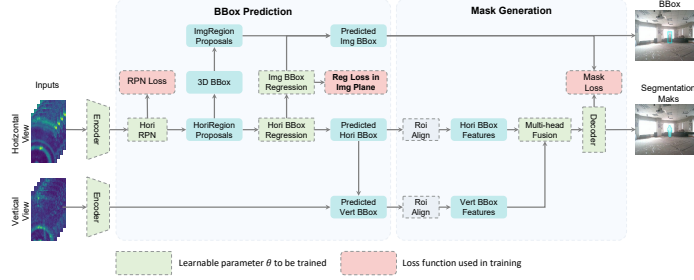 BBox Prediction
Mask Generation
BBox
ImgRegion
Proposals
Predicted
Img BBox
Inputs
RPN Loss
3D BBox
Img BBox
Regression
Reg Loss in
Img Plane
Mask
Loss
Segmentation
Maks
Horizontal
View
Encoder
Hori
RPN
HoriRegion
Proposals
Hori BBox
Regression
Predicted
Hori BBox
Roi
Align
Hori BBox
Features
Multi-head
Fusion
Decoder
Vertical
View
Encoder
Predicted
Vert BBox
Roi
Align
Vert BBox
Features
Learnable parameter θ to be trained
Loss function used in training